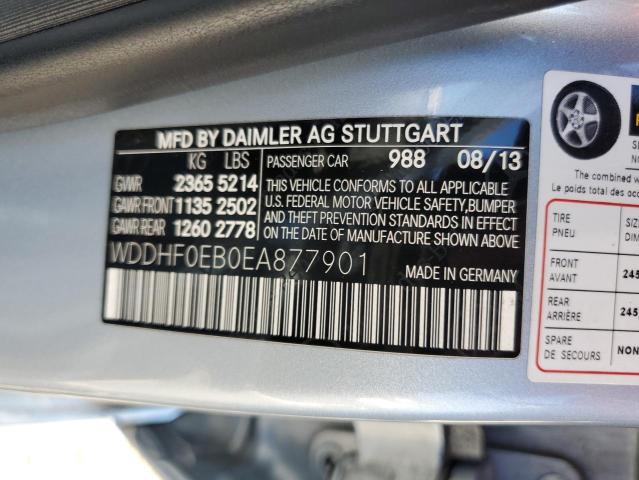 MFD BY DAIMLER AG STUTTGART
KG LBS PASSENGER CAR 988 08/13
GVWR 2365 5214 THIS VEHICLE CONFORMS TO ALL APPLICABLE
GAWR FRONT 1135 2502 U.S. FEDERAL MOTOR VEHICLE SAFETY,BUMPER
AND THEFT PREVENTION STANDARDS IN EFFECT
GAWR REAR 1260 2778 ON THE DATE OF MANUFACTURE SHOWN ABOVE
WDDHF0EB0EA877901 MADE IN GERMANY
The combined
Le poids total des
TIRE
PNEU
FRONT
AVANT
245
REAR
ARRIÈRE
245
SPARE
DE SECOURS